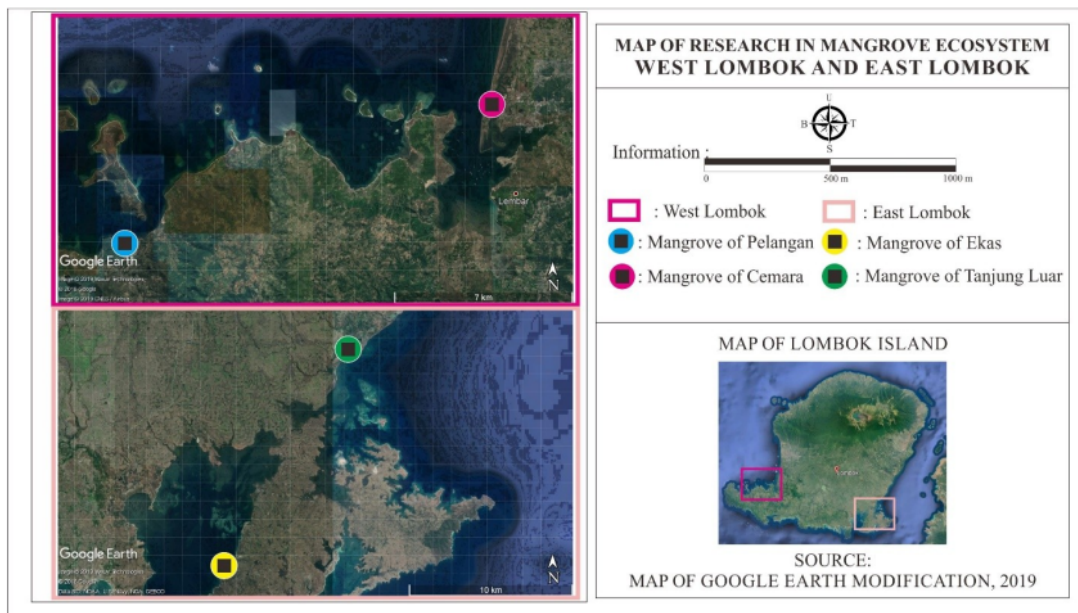 MAP OF RESEARCH IN MANGROVE ECOSYSTEM
WEST LOMBOK AND EAST LOMBOK
U
B T
S
Information :
0 500 m 1000 m
: West Lombok
: East Lombok
: Mangrove of Pelangan
: Mangrove of Ekas
: Mangrove of Cemara
: Mangrove of Tanjung Luar
MAP OF LOMBOK ISLAND
SOURCE:
MAP OF GOOGLE EARTH MODIFICATION, 2019
Lembar
Google Earth
N
7 km
Google Earth
N
10 km